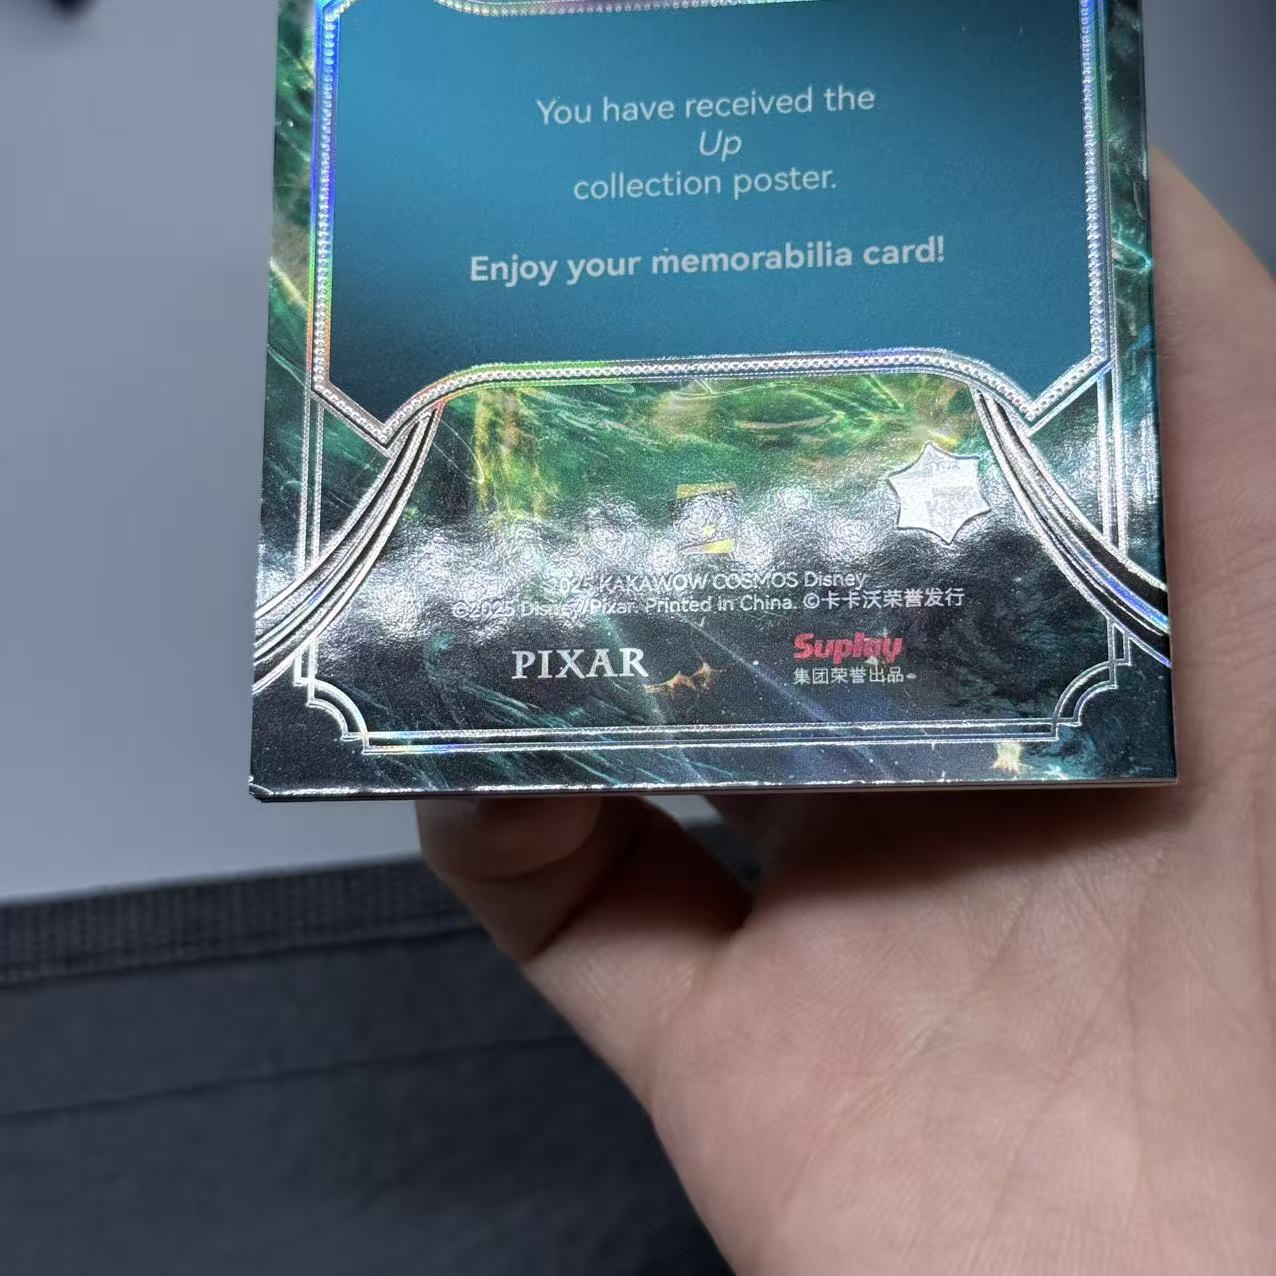 You have received the
Up
collection poster.
Enjoy your memorabilia card!
2025 KAKAWOW COSMOS Disney
©2025 Disney/Pixar. Printed in China. ©卡卡沃荣誉发行
PIXAR
Suplay
集团荣誉出品